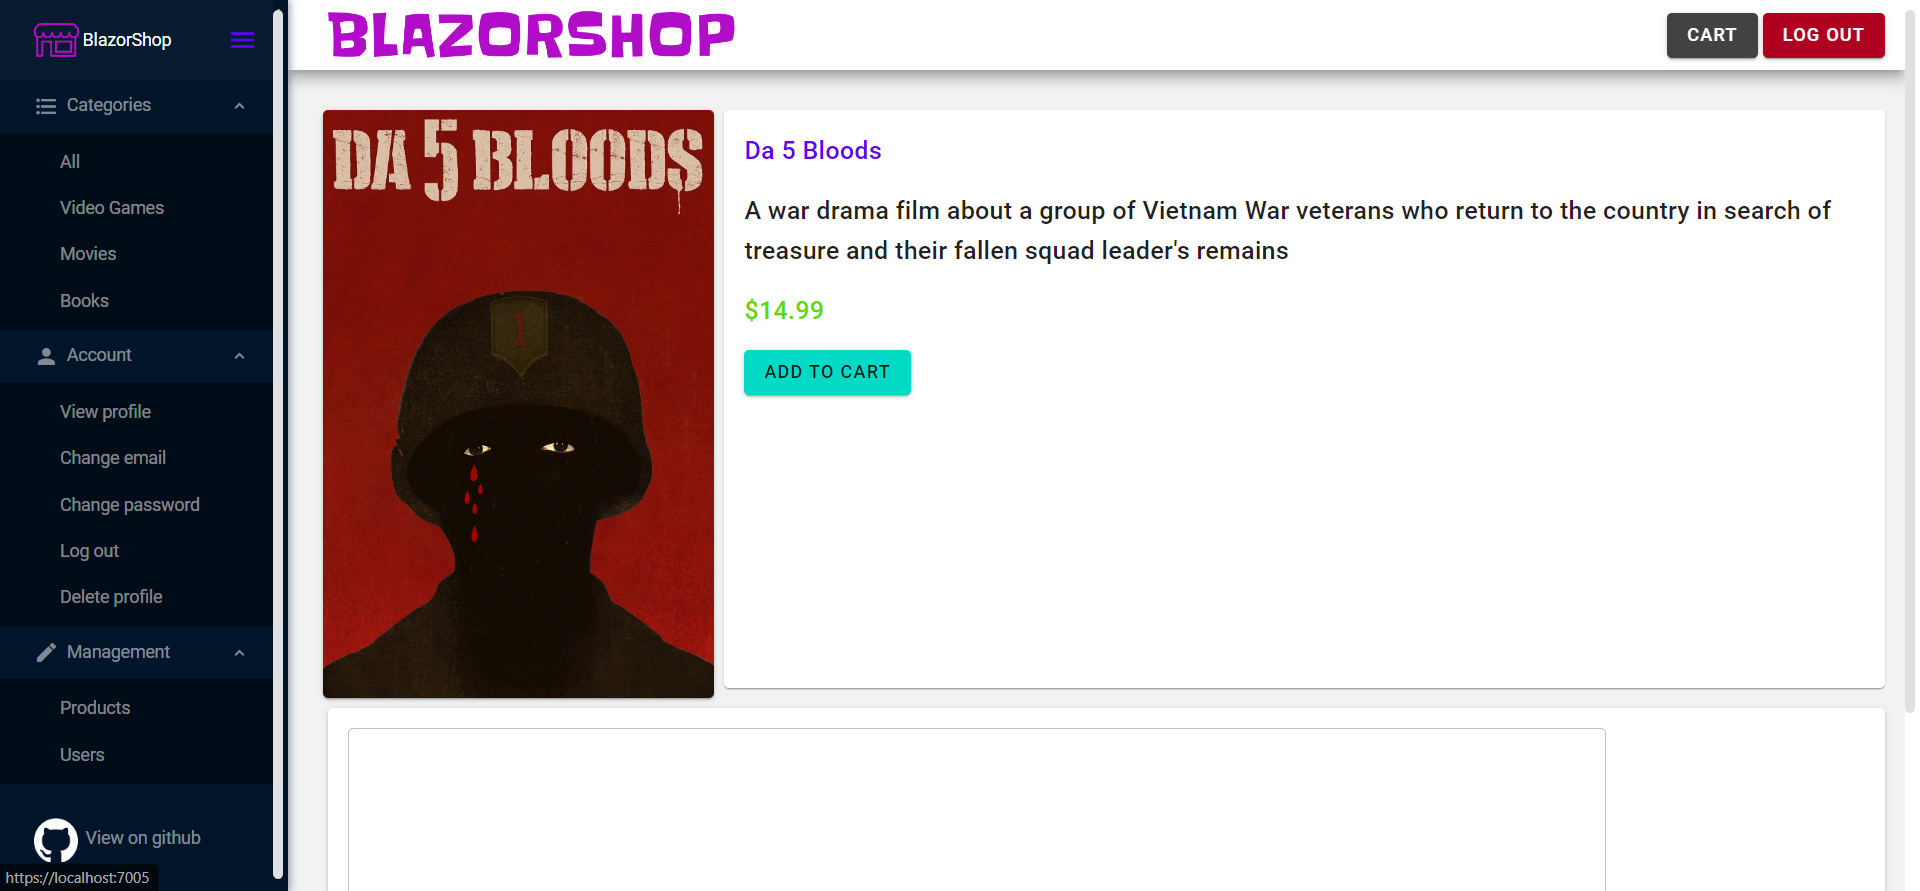 BlazorShop
Categories
All
Video Games
Movies
Books
Account
View profile
Change email
Change password
Log out
Delete profile
Management
Products
Users
View on github
https://localhost:7005
BLAZORSHOP
CART
LOG OUT
DA 5 BLOODS
1
Da 5 Bloods
A war drama film about a group of Vietnam War veterans who return to the country in search of
treasure and their fallen squad leader's remains
$14.99
ADD TO CART